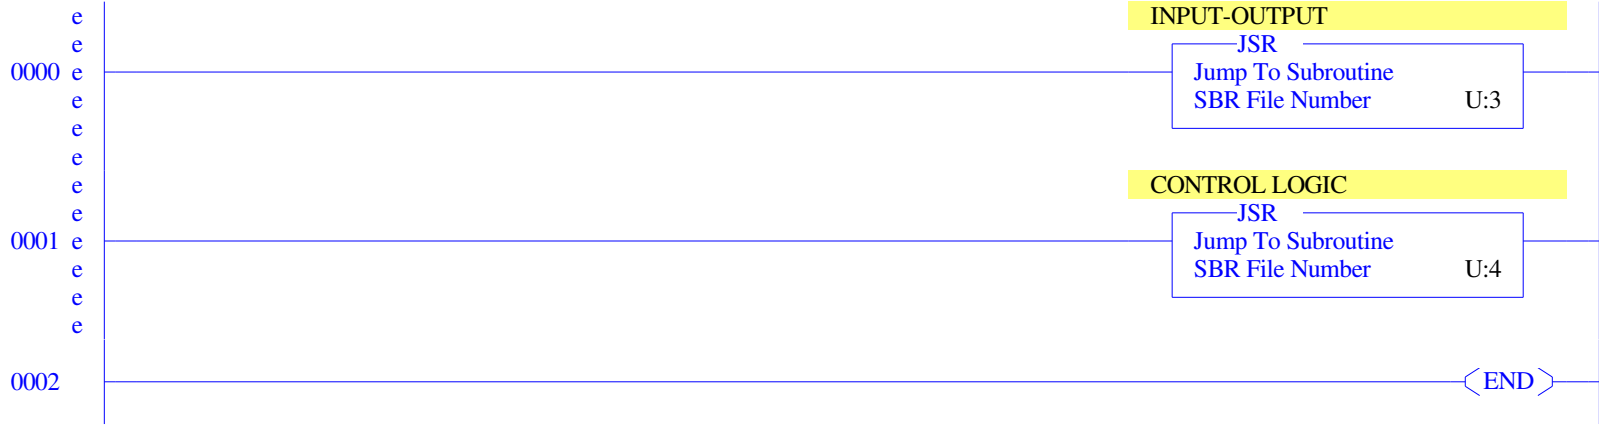 e
INPUT-OUTPUT
e
JSR
0000 e
Jump To Subroutine
e
SBR File Number U:3
e
e
e
CONTROL LOGIC
e
JSR
0001 e
Jump To Subroutine
e
SBR File Number U:4
e
e
0002
END